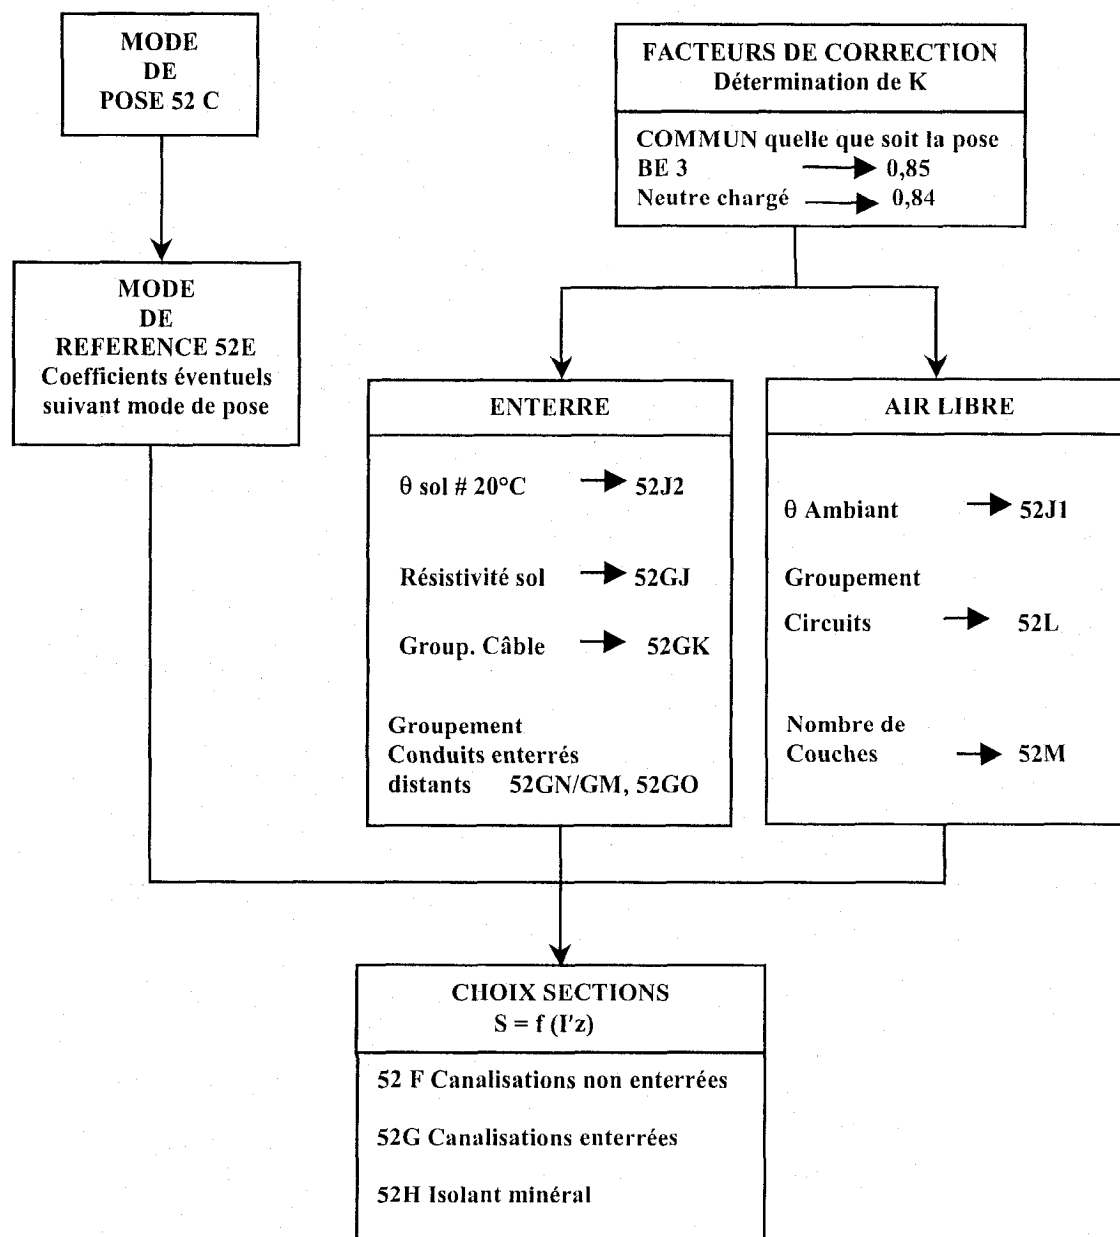 MODE
DE
POSE 52 C
MODE
DE
REFERENCE 52E
Coefficients éventuels
suivant mode de pose
FACTEURS DE CORRECTION
Détermination de K
COMMUN quelle que soit la pose
BE 3 0,85
Neutre chargé 0,84
ENTERRE
θ sol # 20°C 52J2
Résistivité sol 52GJ
Group. Câble 52GK
Groupement
Conduits enterrés
distants 52GN/GM, 52GO
AIR LIBRE
θ Ambiant 52J1
Groupement
Circuits 52L
Nombre de
Couches 52M
CHOIX SECTIONS
S = f (I'z)
52 F Canalisations non enterrées
52G Canalisations enterrées
52H Isolant minéral